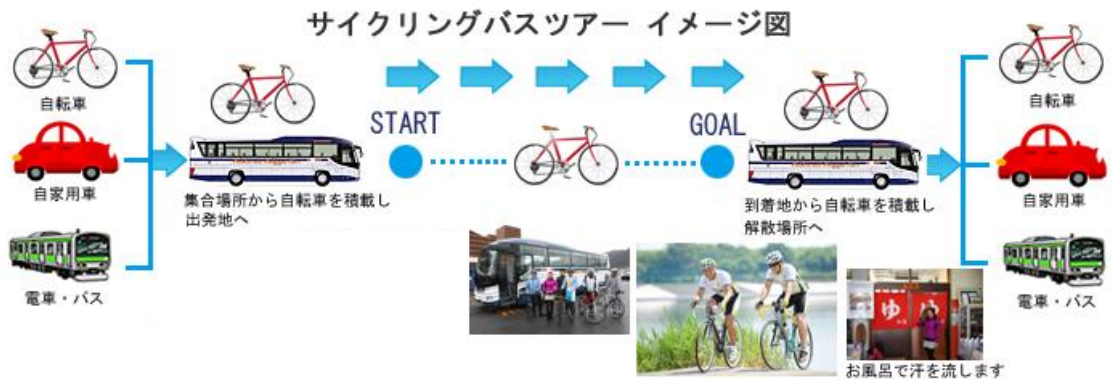 サイクリングバスツアー イメージ図
自転車
自家用車
電車・バス
集合場所から自転車を積載し
出発地へ
START
GOAL
到着地から自転車を積載し
解散場所へ
ゆ
ゆ
お風呂で汗を流します
自転車
自家用車
電車・バス